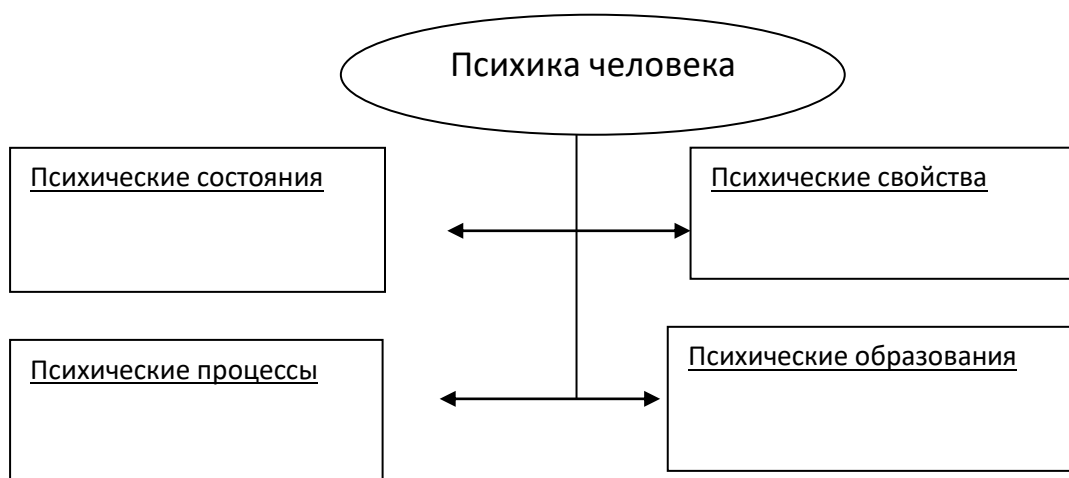 Психика человека
Психические состояния
Психические свойства
Психические процессы
Психические образования